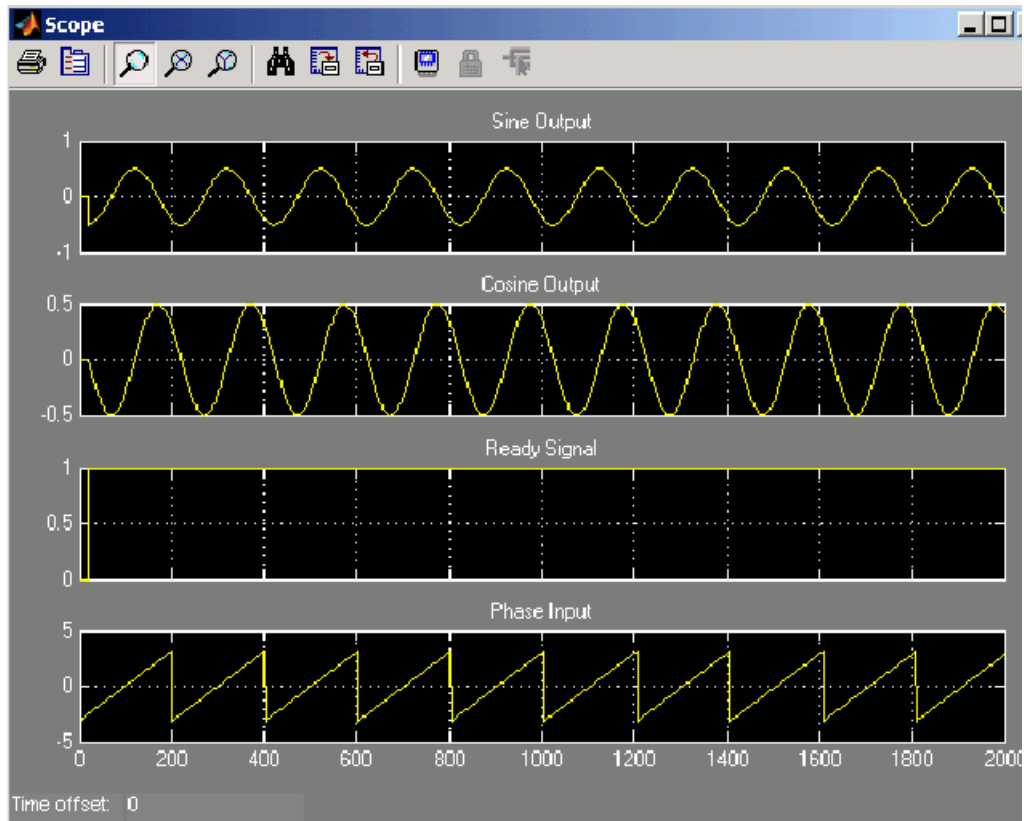 Scope
Sine Output
1
0
-1
Cosine Output
0.5
0
-0.5
Ready Signal
1
0.5
0
Phase Input
5
0
-5
0 200 400 600 800 1000 1200 1400 1600 1800 2000
Time offset: 0